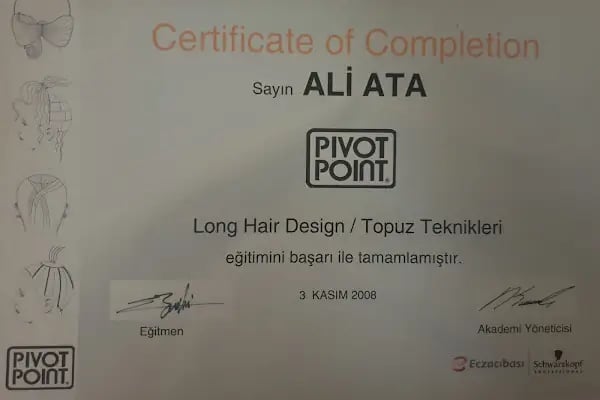 Certificate of Completion
Sayın ALİ ATA
PIVOT
POINT®
Long Hair Design / Topuz Teknikleri
eğitimini başarı ile tamamlamıştır.
3 KASIM 2008
Eğitmen
Akademi Yöneticisi
PIVOT
POINT®
Eczacıbaşı
Schwarzkopf
PROFESSIONAL